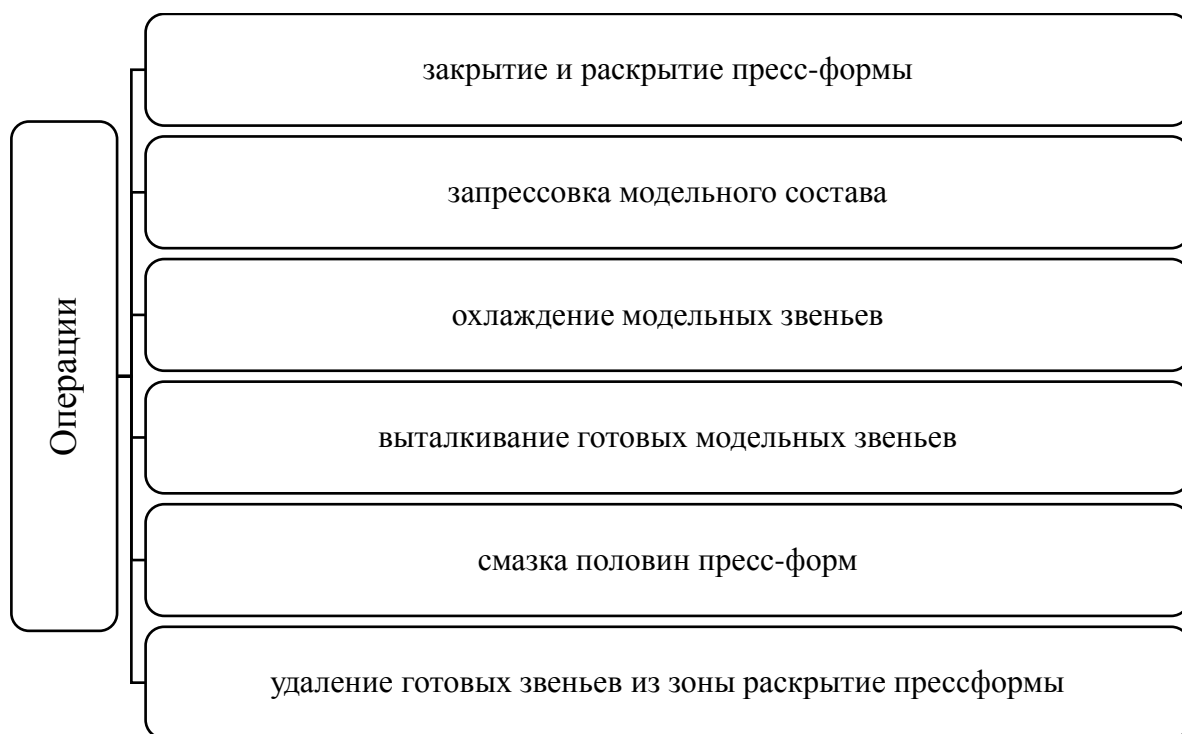 Операции
закрытие и раскрытие пресс-формы
запрессовка модельного состава
охлаждение модельных звеньев
выталкивание готовых модельных звеньев
смазка половин пресс-форм
удаление готовых звеньев из зоны раскрытие прессформы